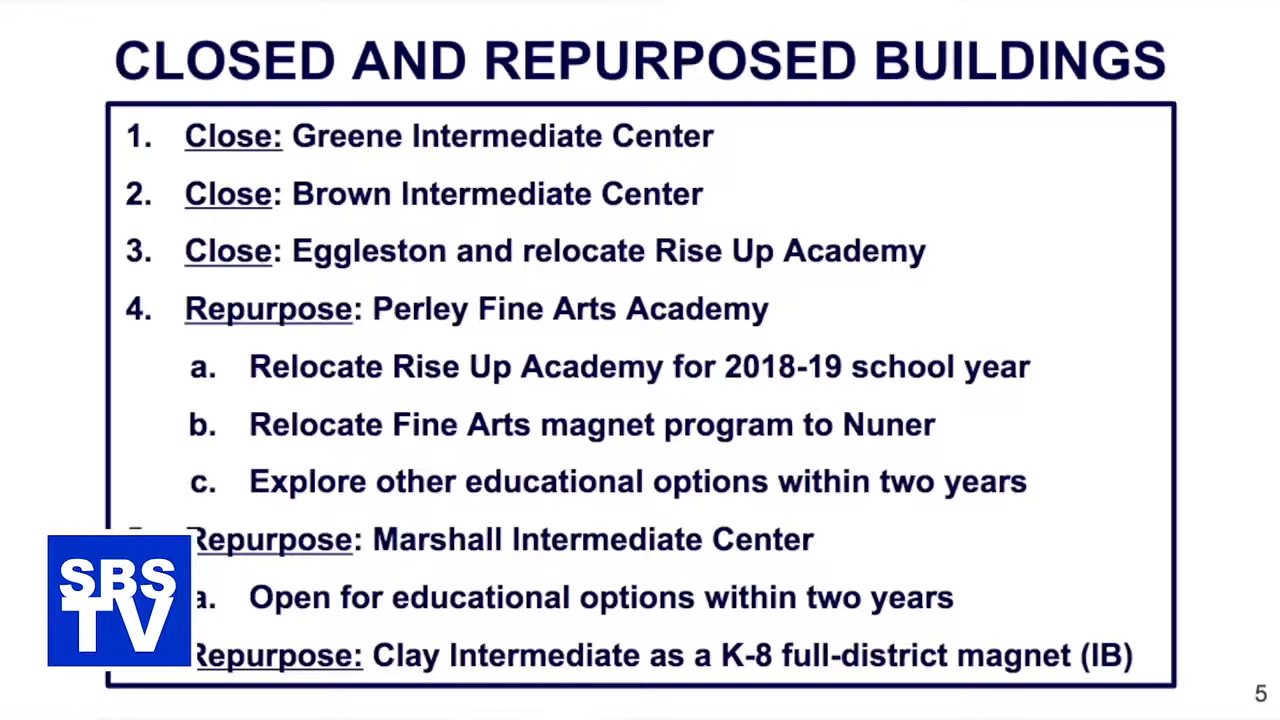 CLOSED AND REPURPOSED BUILDINGS
1. Close: Greene Intermediate Center
2. Close: Brown Intermediate Center
3. Close: Eggleston and relocate Rise Up Academy
4. Repurpose: Perley Fine Arts Academy
a. Relocate Rise Up Academy for 2018-19 school year
b. Relocate Fine Arts magnet program to Nuner
c. Explore other educational options within two years
Repurpose: Marshall Intermediate Center
a. Open for educational options within two years
Repurpose: Clay Intermediate as a K-8 full-district magnet (IB)
SBS
TV
5